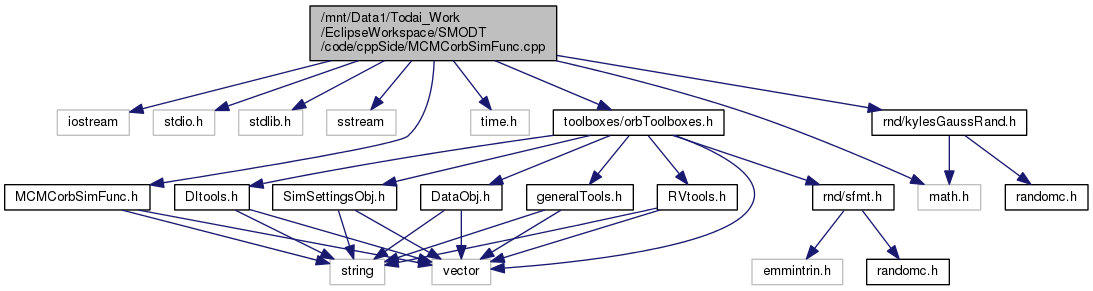 /mnt/Data1/Todai_Work
/EclipseWorkspace/SMODT
/code/cppSide/MCMCorbSimFunc.cpp
iostream
stdio.h
stdlib.h
sstream
time.h
toolboxes/orbToolboxes.h
rnd/kylesGaussRand.h
MCMCorbSimFunc.h
DItools.h
SimSettingsObj.h
DataObj.h
generalTools.h
RVtools.h
rnd/sfmt.h
math.h
randomc.h
string
vector
emmintrin.h
randomc.h